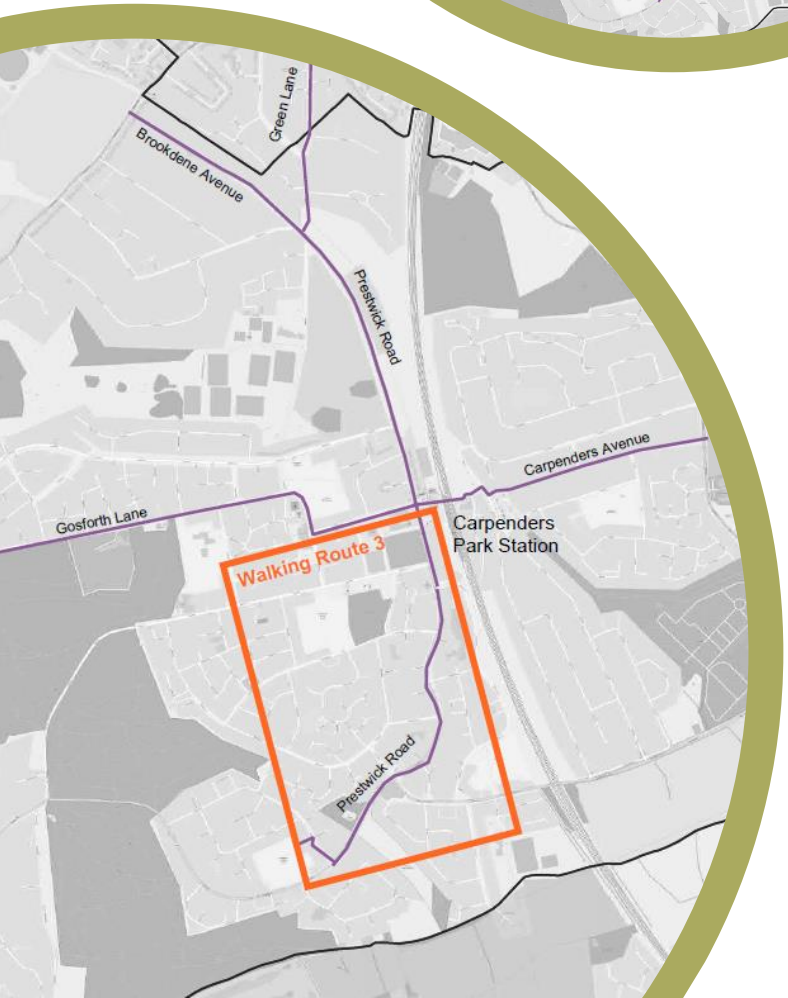 Green Lane
Brookdene Avenue
Prestwick Road
Carpenders Avenue
Gosforth Lane
Carpenders
Park Station
Walking Route 3
Prestwick Road